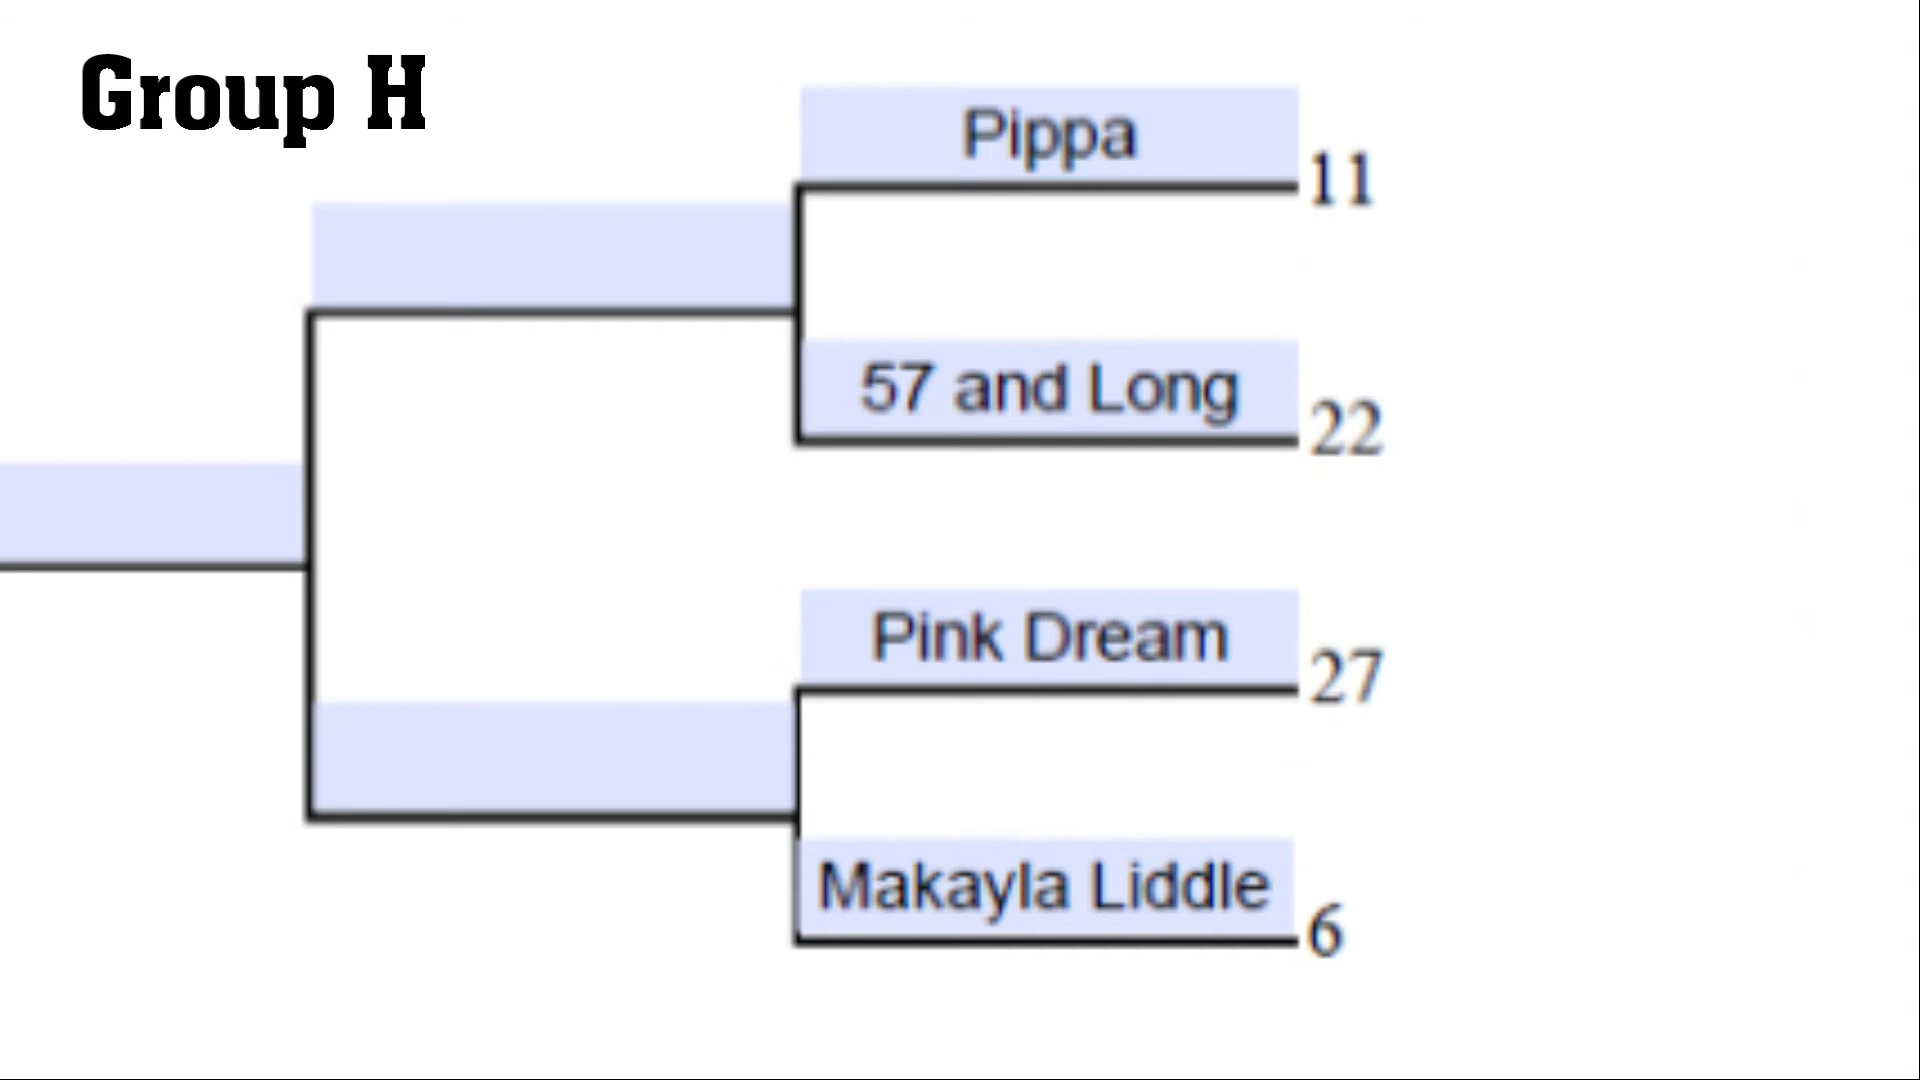 Group H
Pippa
11
57 and Long
22
Pink Dream
27
Makayla Liddle
6